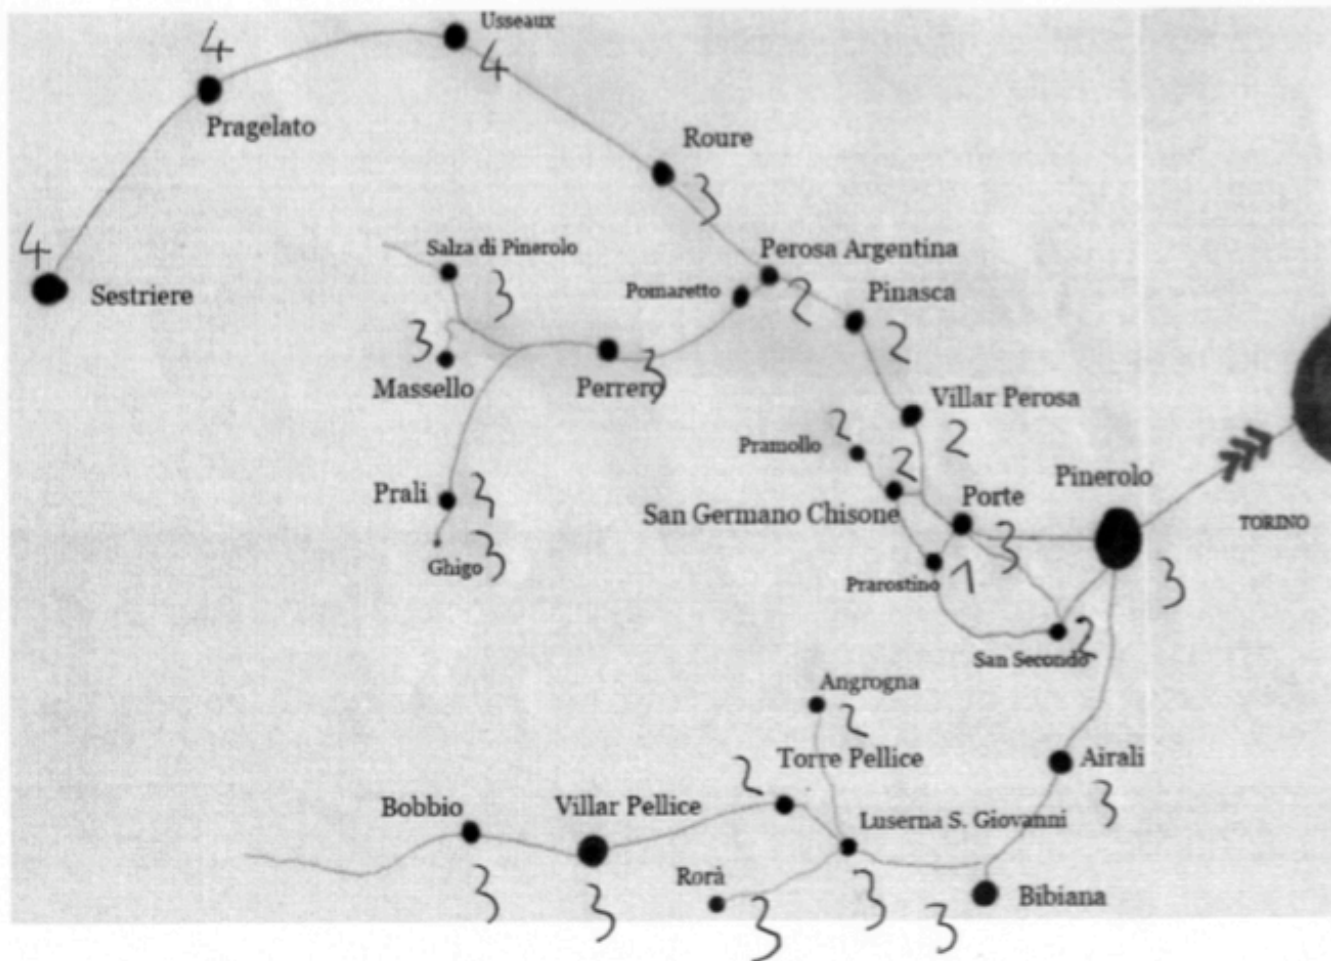 Usseaux
4
4
Pragelato
Roure
3
4
Sestriere
Salza di Pinerolo
3
Perosa Argentina
Pomaretto
2
Pinasca
2
3
Massello
Perrero
3
Villar Perosa
2
Pramollo
2
2
San Germano Chisone
Porte
3
Pinerolo
3
TORINO
Prali
3
Ghigo
3
Prarostino
1
San Secondo
2
Angrogna
2
Torre Pellice
2
Airali
3
Bobbio
3
Villar Pellice
3
Luserna S. Giovanni
3
Rorà
3
Bibiana
3